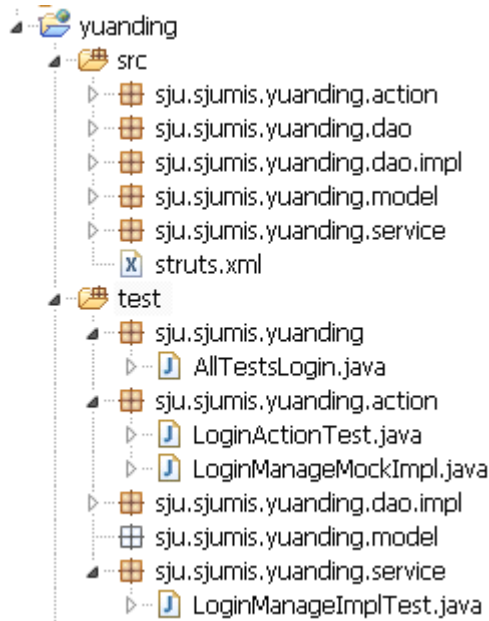 yuanding
src
sju.sjumis.yuanding.action
sju.sjumis.yuanding.dao
sju.sjumis.yuanding.dao.impl
sju.sjumis.yuanding.model
sju.sjumis.yuanding.service
struts.xml
test
sju.sjumis.yuanding
AllTestsLogin.java
sju.sjumis.yuanding.action
LoginActionTest.java
LoginManageMockImpl.java
sju.sjumis.yuanding.dao.impl
sju.sjumis.yuanding.model
sju.sjumis.yuanding.service
LoginManageImplTest.java